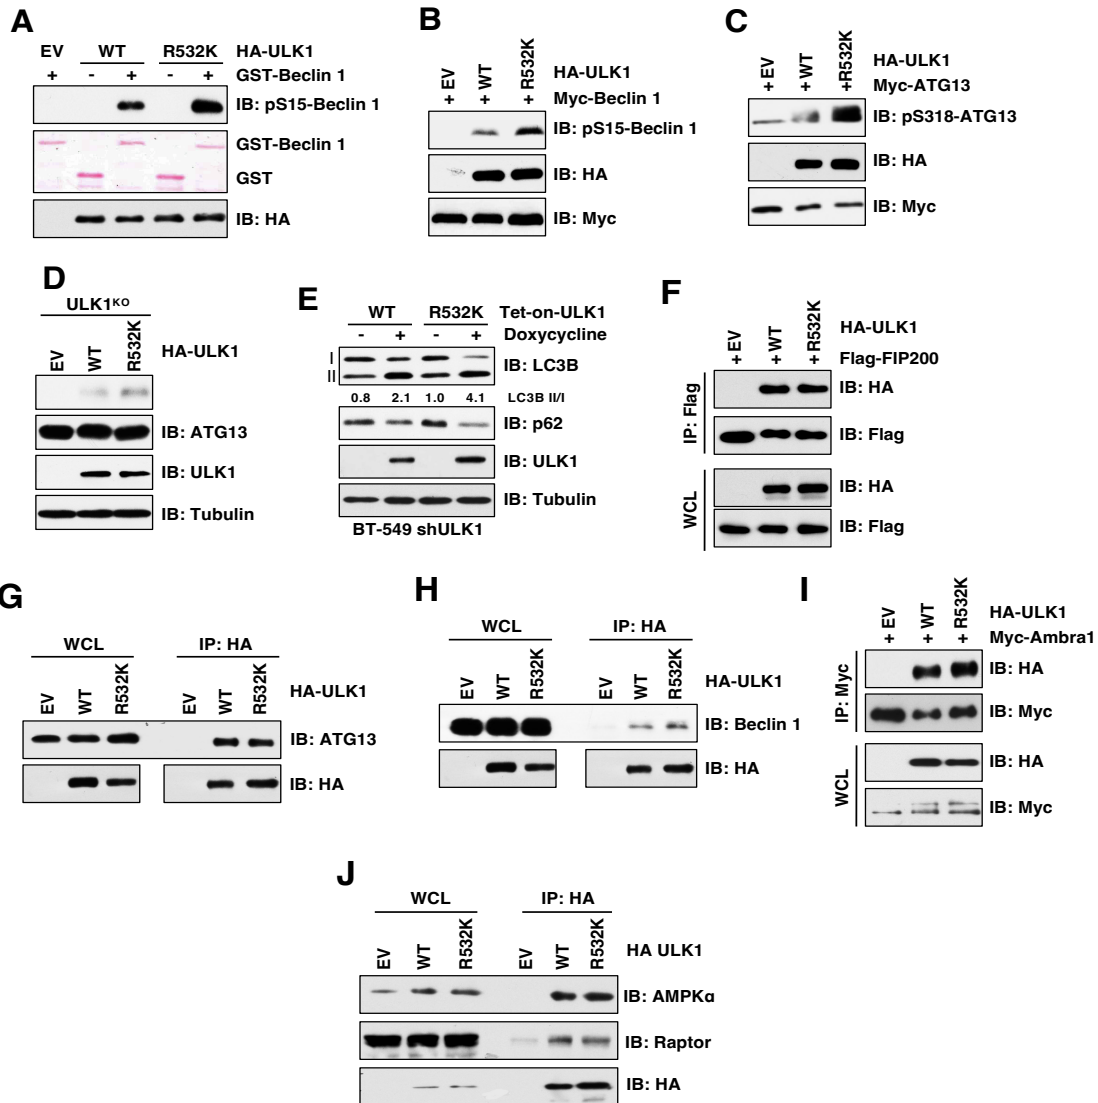 A
EV WT R532K HA-ULK1
+ - + - + GST-Beclin 1
IB: pS15-Beclin 1
GST-Beclin 1
GST
IB: HA
B
EV WT R532K HA-ULK1
+ + + Myc-Beclin 1
IB: pS15-Beclin 1
IB: HA
IB: Myc
C
+ EV + WT +R532K HA-ULK1
Myc-ATG13
IB: pS318-ATG13
IB: HA
IB: Myc
D
ULK1KO
EV WT R532K HA-ULK1
IB: ATG13
IB: ULK1
IB: Tubulin
E
WT R532K Tet-on-ULK1
- + - + Doxycycline
I
II
IB: LC3B
0.8 2.1 1.0 4.1 LC3B II/I
IB: p62
IB: ULK1
IB: Tubulin
BT-549 shULK1
F
+ EV + WT + R532K HA-ULK1
Flag-FIP200
IP: Flag
IB: HA
IB: Flag
WCL
IB: HA
IB: Flag
G
WCL IP: HA
EV WT R532K EV WT R532K HA-ULK1
IB: ATG13
IB: HA
H
WCL IP: HA
EV WT R532K EV WT R532K HA-ULK1
IB: Beclin 1
IB: HA
I
+ EV + WT + R532K HA-ULK1
Myc-Ambra1
IP: Myc
IB: HA
IB: Myc
WCL
IB: HA
IB: Myc
J
WCL IP: HA
EV WT R532K EV WT R532K HA ULK1
IB: AMPKα
IB: Raptor
IB: HA